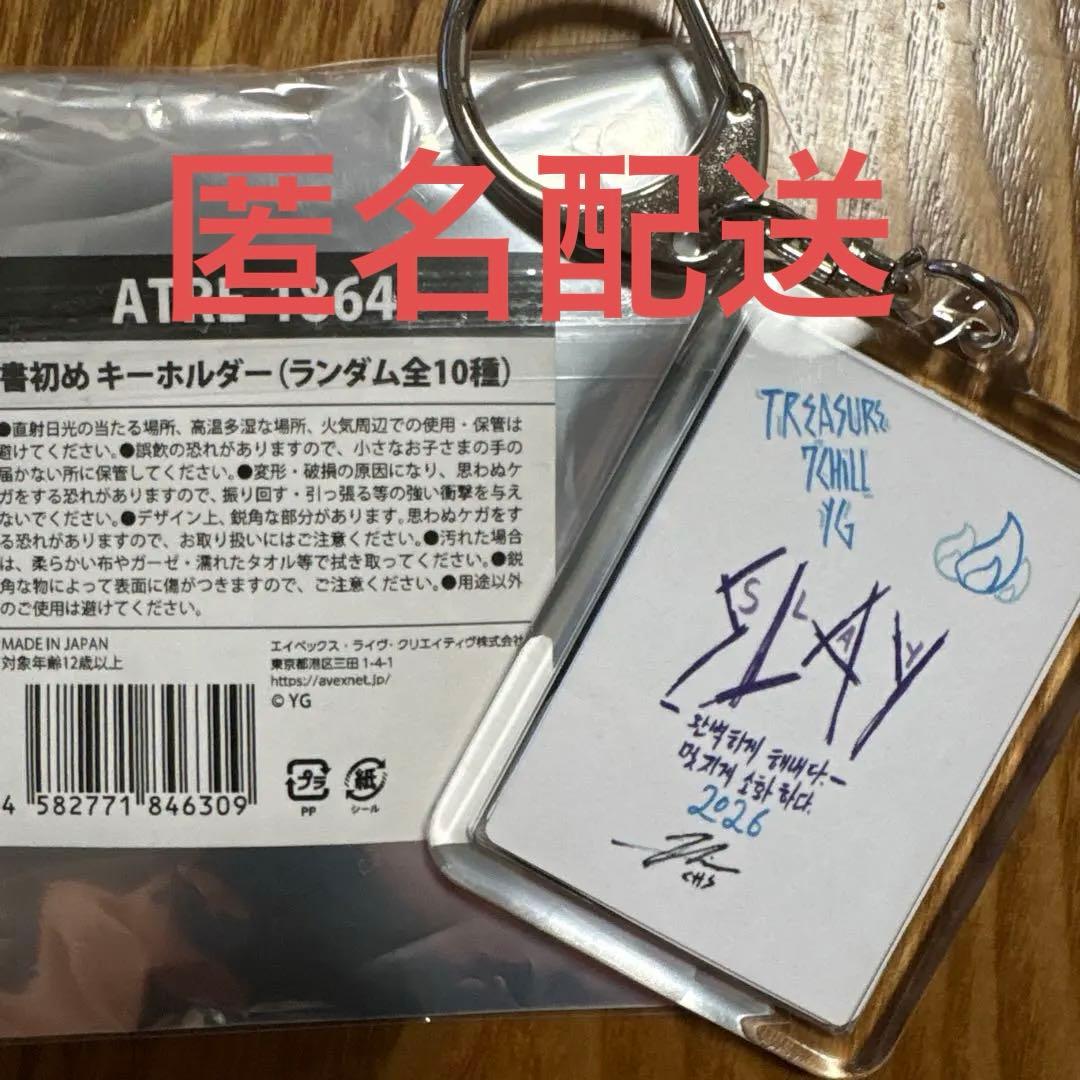 匿名配送
ATRE 1864
書初め キーホルダー(ランダム全10種)
●直射日光の当たる場所、高温多湿な場所、火気周辺での使用・保管は
避けてください。●誤飲の恐れがありますので、小さなお子さまの手の
届かない所に保管してください。●変形・破損の原因になり、思わぬケ
ガをする恐れがありますので、振り回す・引っ張る等の強い衝撃を与え
ないでください。●デザイン上、鋭角な部分があります。思わぬケガをす
る恐れがありますので、お取り扱いにはご注意ください。●汚れた場合
は、柔らかい布やガーゼ・濡れたタオル等で拭き取ってください。●鋭
角な物によって表面に傷がつきますので、ご注意ください。●用途以外
のご使用は避けてください。
MADE IN JAPAN
対象年齢12歳以上
エイベックス・ライヴ・クリエイティヴ株式会社
東京都港区三田 1-4-1
https://avexnet.jp/
© YG
4 582771 846309
プラ
PP
紙
シール
TREASURE
7CHILL
YG
SLAY
S L A Y
완벽하게 해내다.
멋지게 소화하다.
2026
CHS